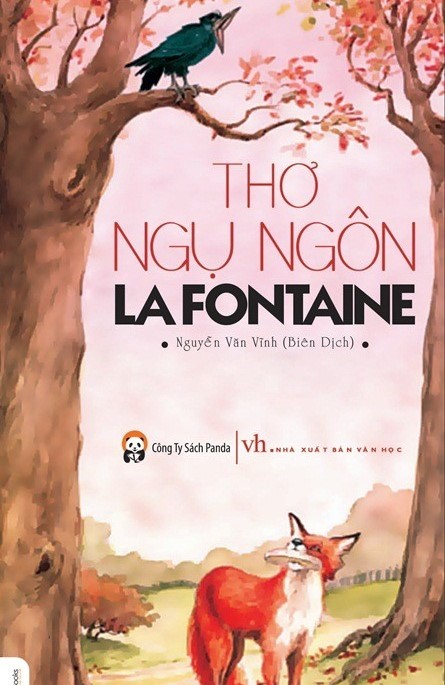 THƠ
NGỤ NGÔN
LA FONTAINE
• Nguyễn Văn Vĩnh (Biên Dịch) •
Công Ty Sách Panda
vh. NHÀ XUẤT BẢN VĂN HỌC